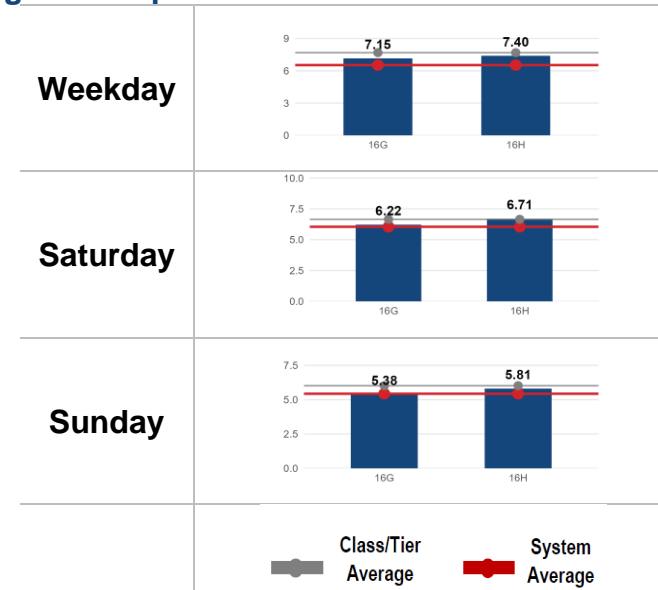 Weekday
9
6
3
0
7.15
7.40
16G
16H
Saturday
10.0
7.5
5.0
2.5
0.0
6.22
6.71
16G
16H
Sunday
7.5
5.0
2.5
0.0
5.38
5.81
16G
16H
Class/Tier
Average
System
Average